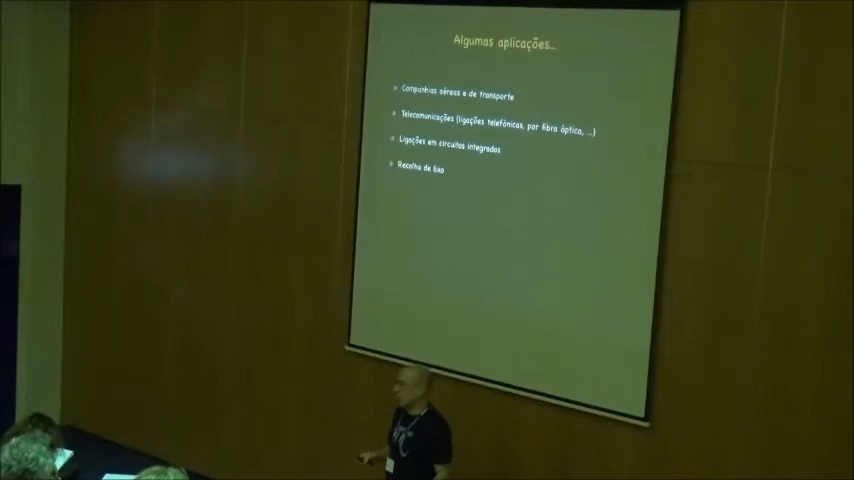 Algumas aplicações...
Companhias aéreas e de transporte
Telecomunicações (ligações telefónicas, por fibra óptica, ...)
Ligações em circuitos integrados
Recolha de lixo